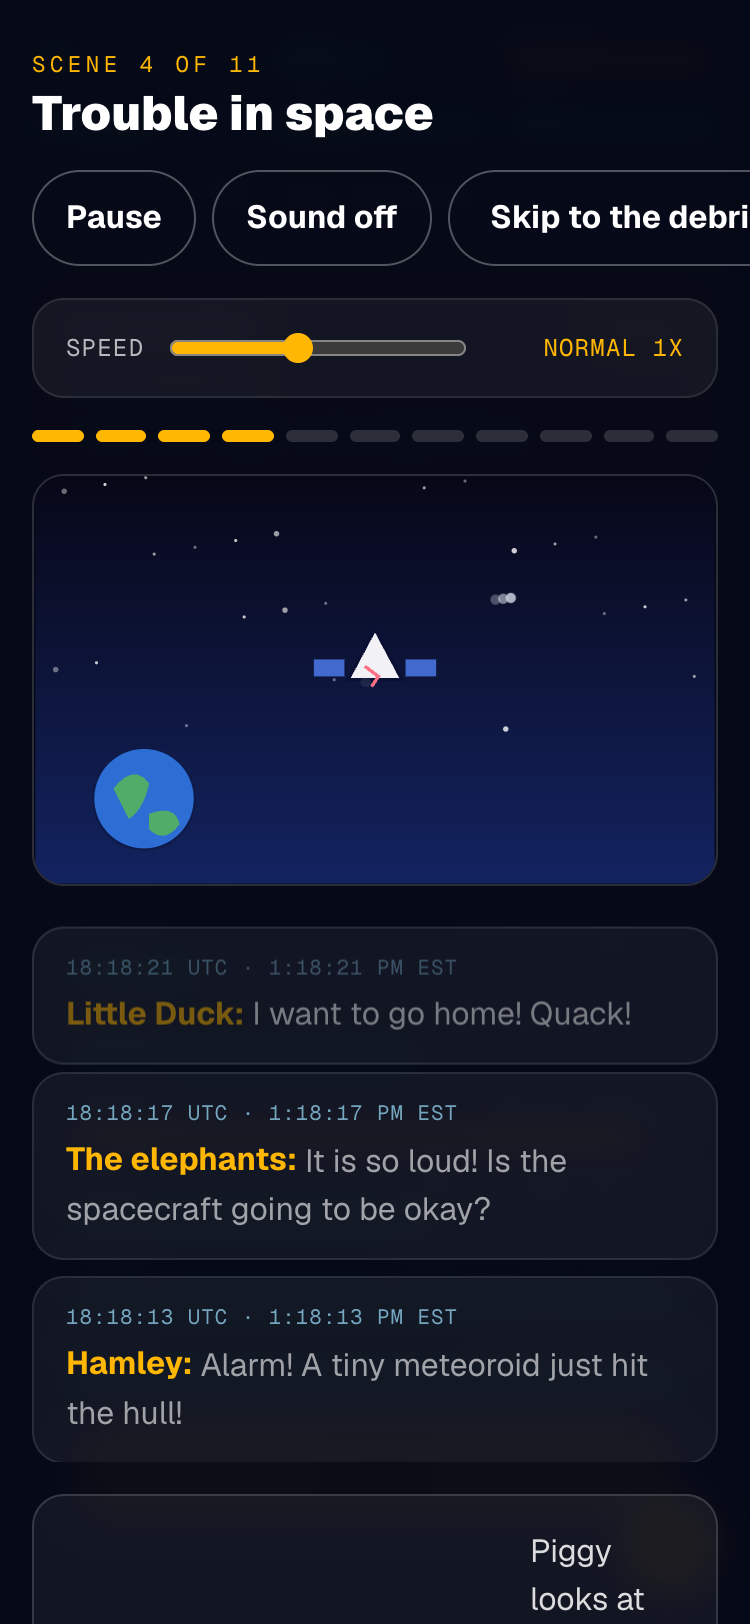 SCENE 4 OF 11
Trouble in space
Pause
Sound off
Skip to the debri
SPEED
NORMAL 1X
18:18:21 UTC · 1:18:21 PM EST
Little Duck: I want to go home! Quack!
18:18:17 UTC · 1:18:17 PM EST
The elephants: It is so loud! Is the
spacecraft going to be okay?
18:18:13 UTC · 1:18:13 PM EST
Hamley: Alarm! A tiny meteoroid just hit
the hull!
Piggy
looks at